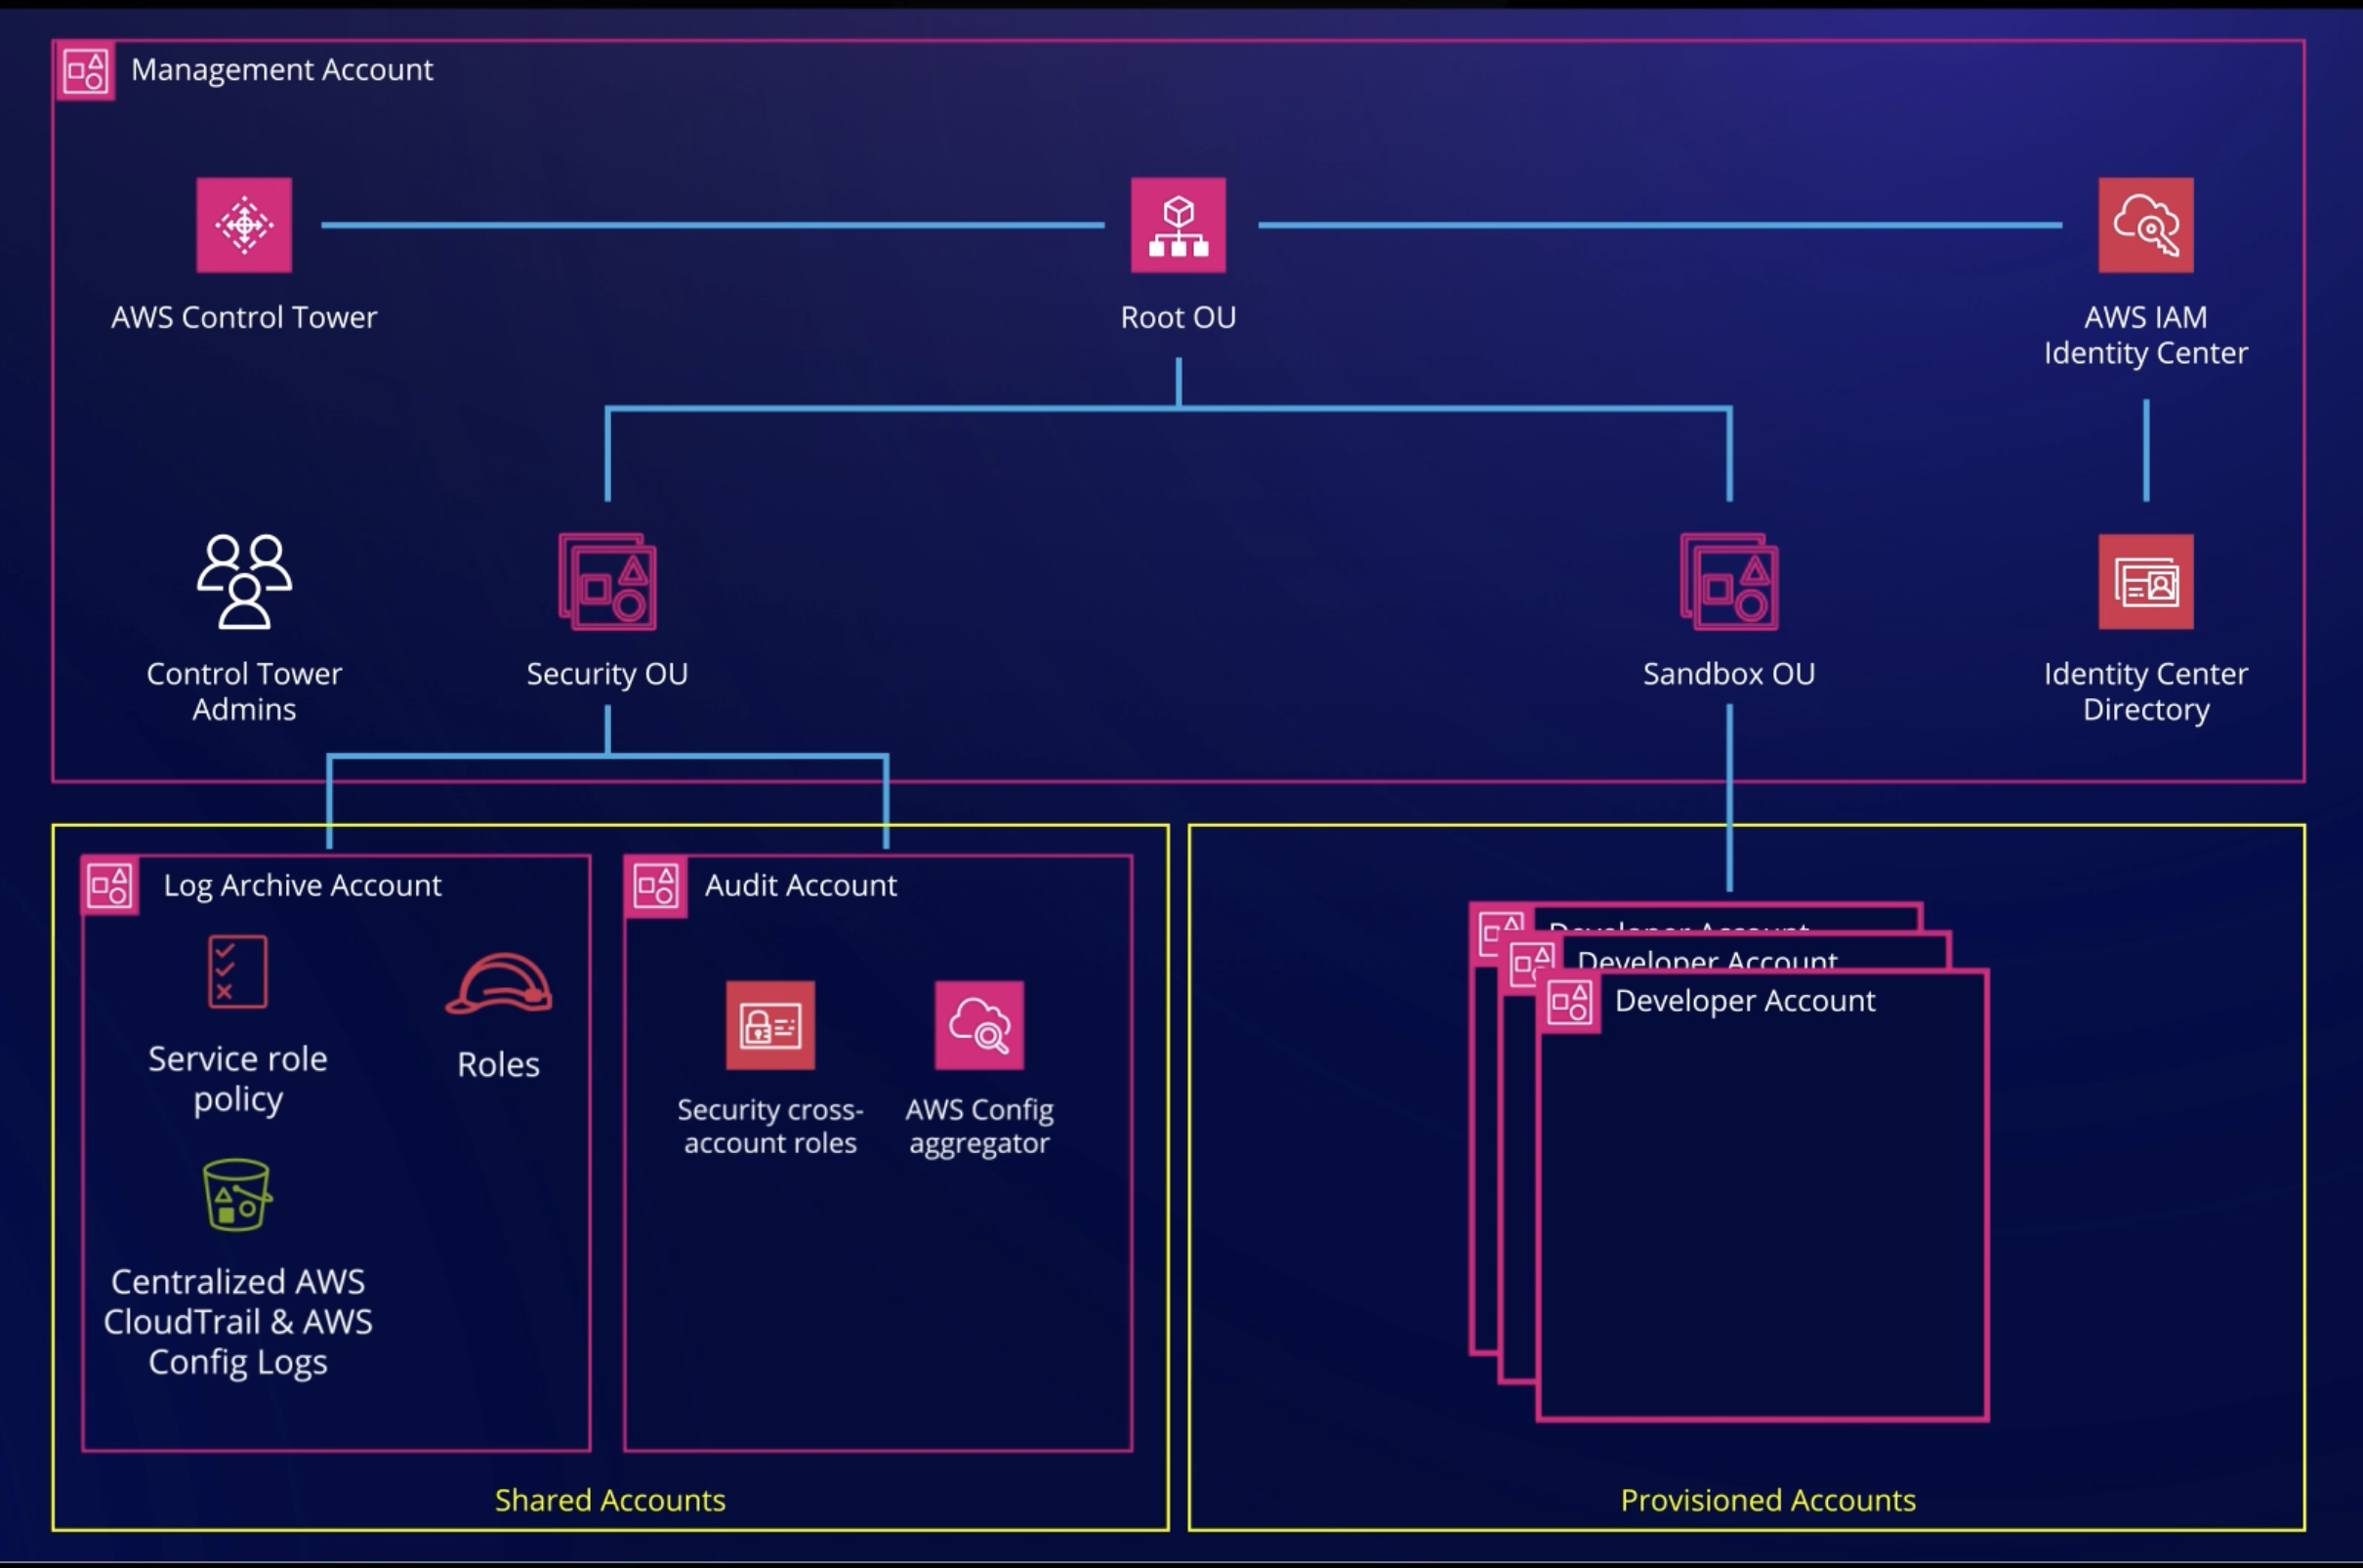 Management Account
AWS Control Tower
Root OU
AWS IAM
Identity Center
Control Tower
Admins
Security OU
Sandbox OU
Identity Center
Directory
Log Archive Account
Service role
policy
Roles
Centralized AWS
CloudTrail & AWS
Config Logs
Audit Account
Security cross-
account roles
AWS Config
aggregator
Shared Accounts
Developer Account
Developer Account
Developer Account
Provisioned Accounts